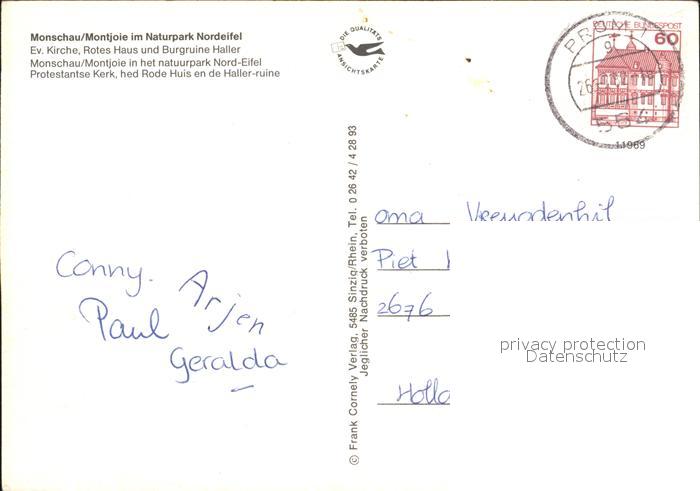 Monschau/Montjoie im Naturpark Nordeifel
Ev. Kirche, Rotes Haus und Burgruine Haller
Monschau/Montjoie in het natuurpark Nord-Eifel
Protestantse Kerk, hed Rode Huis en de Haller-ruine
DIE QUALITÄTS
ANSICHTSKARTE
DEUTSCHE BUNDESPOST
60
PRÜM
554
11969
© Frank Cornely Verlag, 5485 Sinzig/Rhein, Tel. 0 26 42 / 4 28 93
Jeglicher Nachdruck verboten
Oma
Piet
2676
Hollo
Conny.
Arjen
Paul
Geralda
privacy protection
Datenschutz